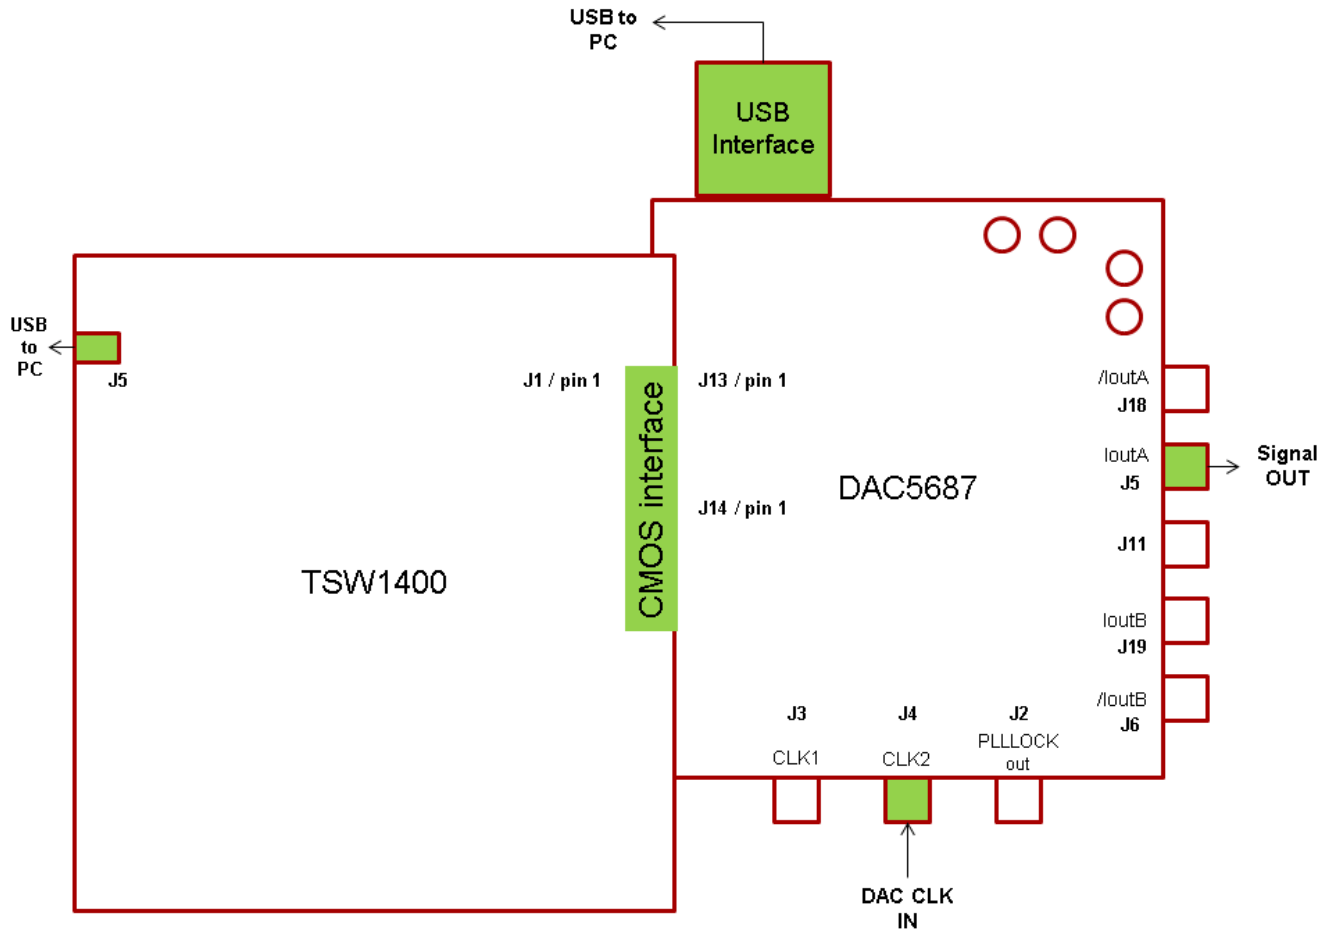 USB to
PC
USB
Interface
USB
to
PC
J5
J1 / pin 1
CMOS interface
J13 / pin 1
J14 / pin 1
TSW1400
DAC5687
/IoutA
J18
IoutA
J5
Signal
OUT
J11
IoutB
J19
/IoutB
J6
J3
CLK1
J4
CLK2
J2
PLLLOCK
out
DAC CLK
IN